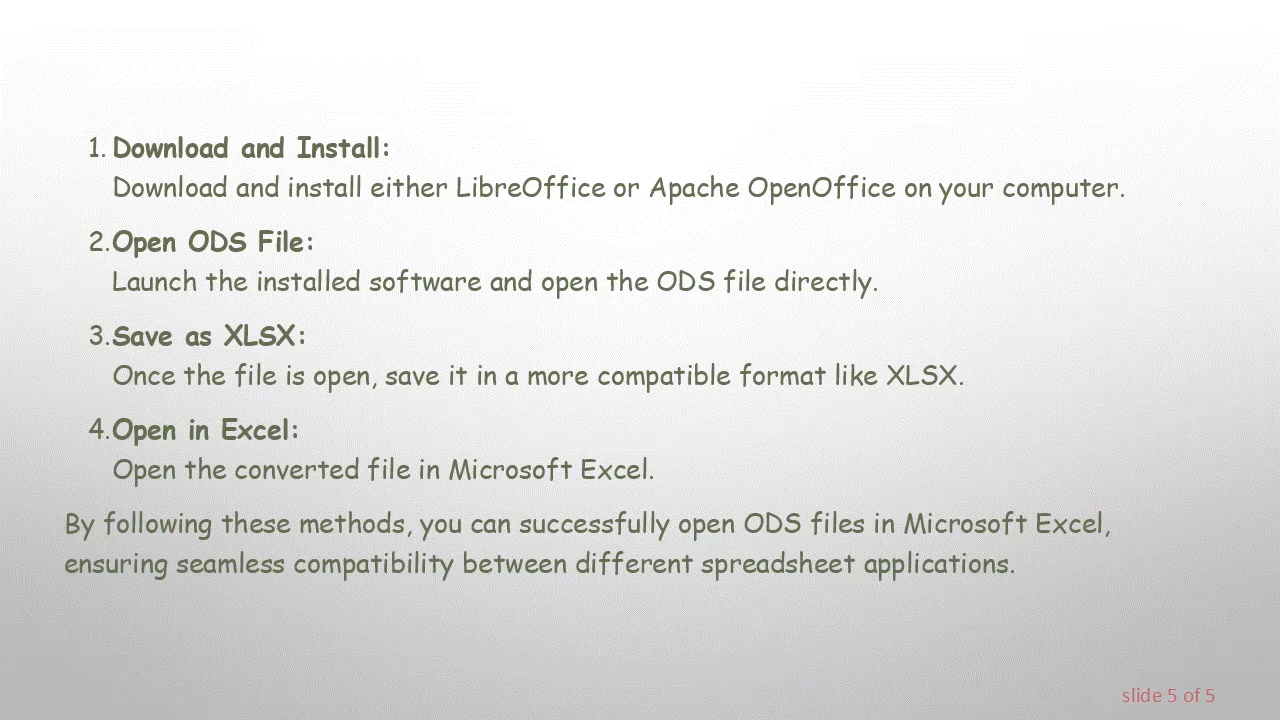 1. Download and Install:
Download and install either LibreOffice or Apache OpenOffice on your computer.
2. Open ODS File:
Launch the installed software and open the ODS file directly.
3. Save as XLSX:
Once the file is open, save it in a more compatible format like XLSX.
4. Open in Excel:
Open the converted file in Microsoft Excel.
By following these methods, you can successfully open ODS files in Microsoft Excel,
ensuring seamless compatibility between different spreadsheet applications.
slide 5 of 5